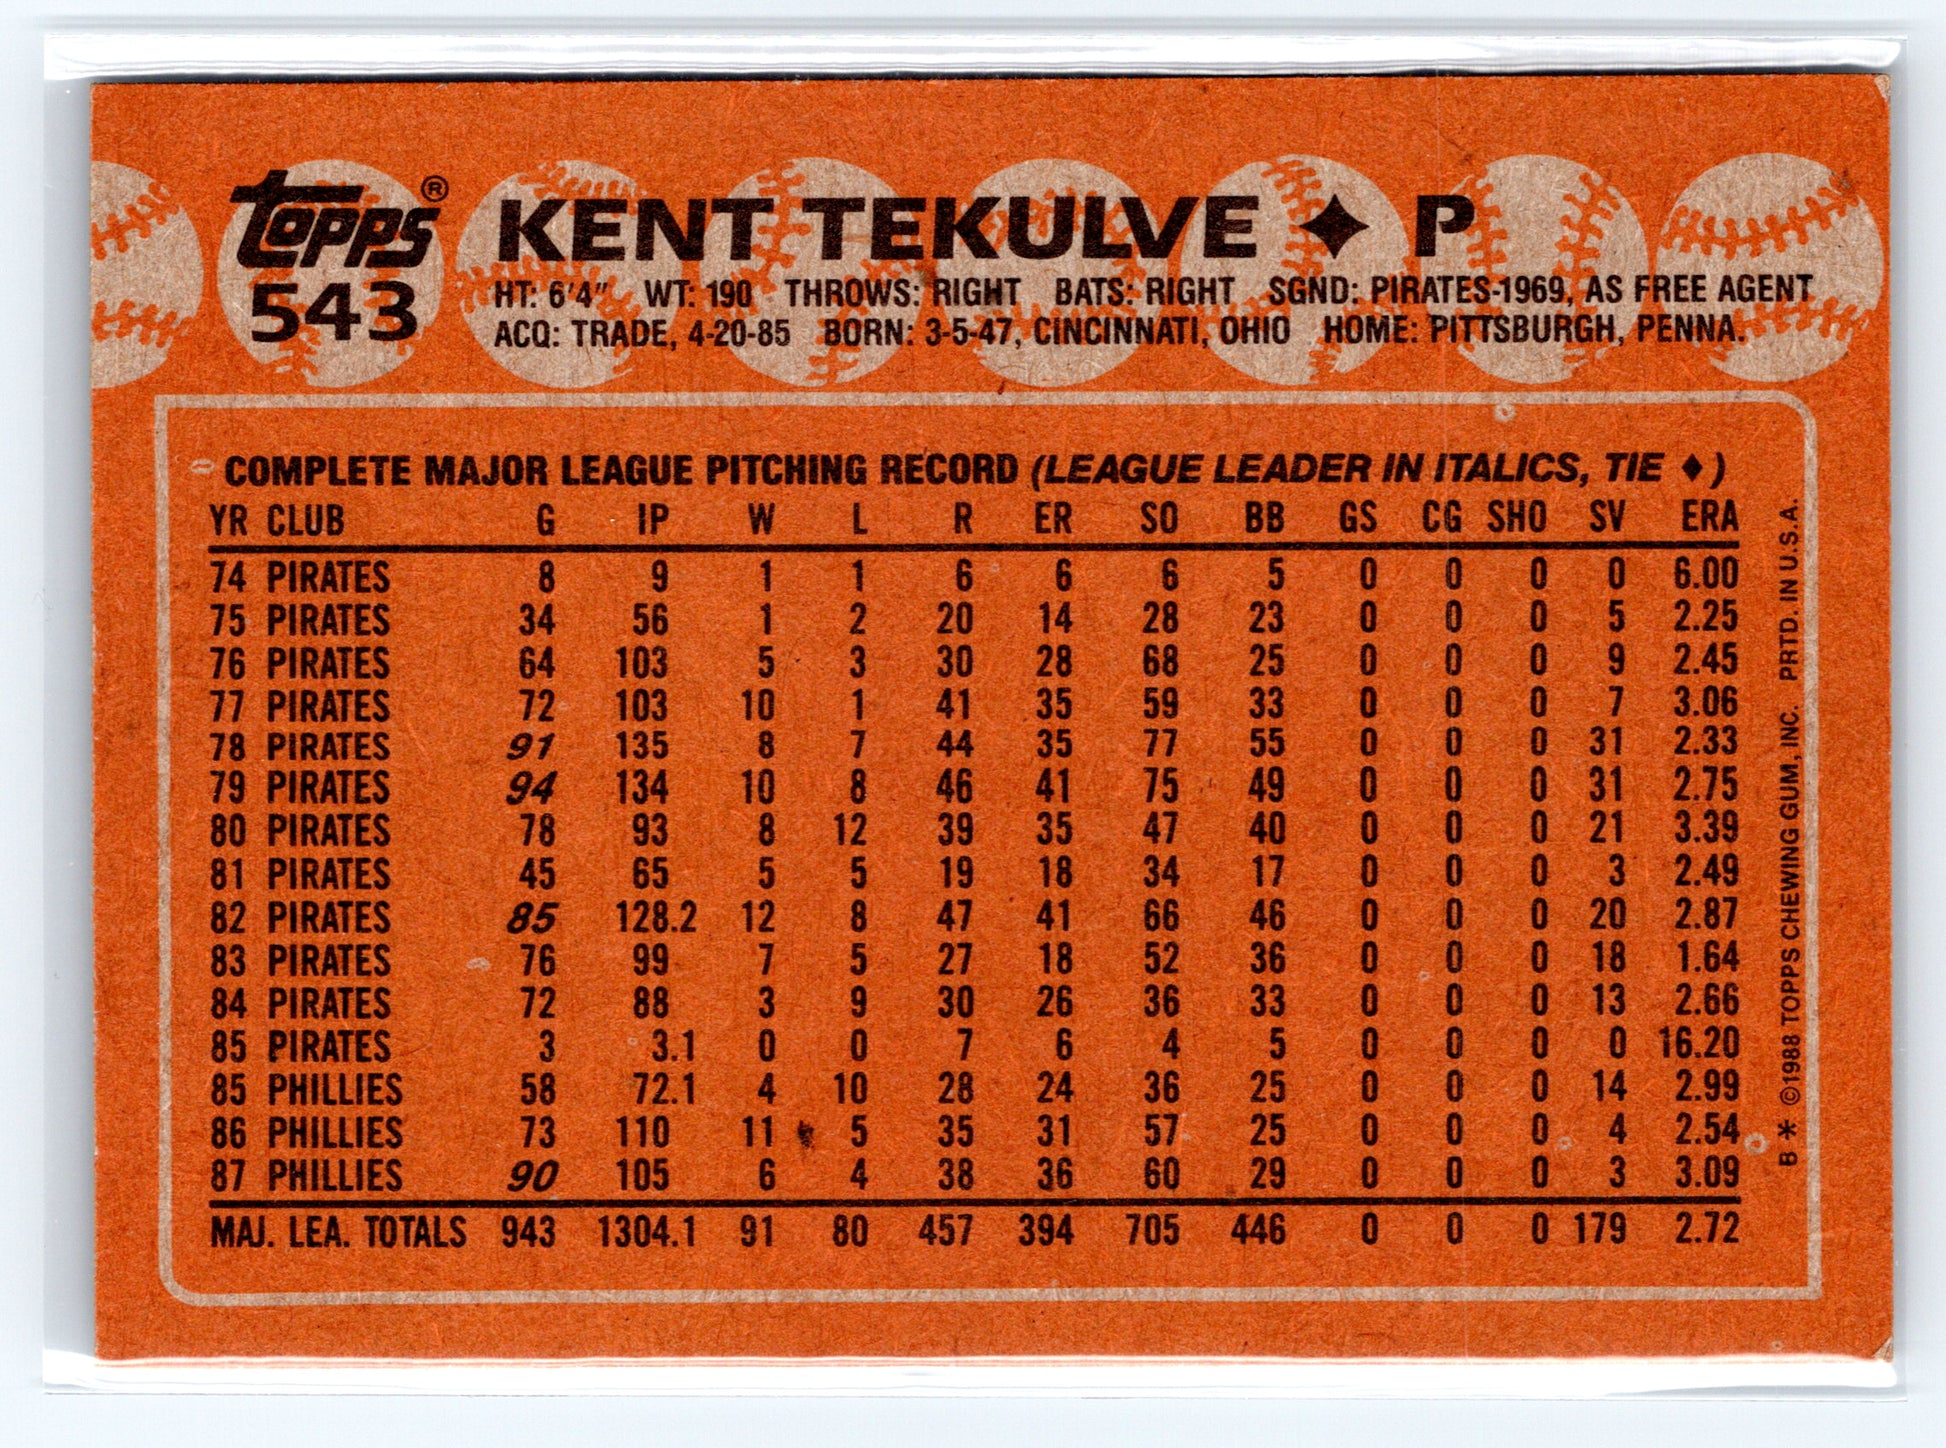 topps® KENT TEKULVE ♦ P
543 HT: 6'4" WT: 190 THROWS: RIGHT BATS: RIGHT SGND: PIRATES-1969, AS FREE AGENT
ACQ: TRADE, 4-20-85 BORN: 3-5-47, CINCINNATI, OHIO HOME: PITTSBURGH, PENNA.
COMPLETE MAJOR LEAGUE PITCHING RECORD (LEAGUE LEADER IN ITALICS, TIE ♦)
YR CLUB G IP W L R ER SO BB GS CG SHO SV ERA
74 PIRATES 8 9 1 1 6 6 6 5 0 0 0 0 6.00
75 PIRATES 34 56 1 2 20 14 28 23 0 0 0 5 2.25
76 PIRATES 64 103 5 3 30 28 68 25 0 0 0 9 2.45
77 PIRATES 72 103 10 1 41 35 59 33 0 0 0 7 3.06
78 PIRATES 91 135 8 7 44 35 77 55 0 0 0 31 2.33
79 PIRATES 94 134 10 8 46 41 75 49 0 0 0 31 2.75
80 PIRATES 78 93 8 12 39 35 47 40 0 0 0 21 3.39
81 PIRATES 45 65 5 5 19 18 34 17 0 0 0 3 2.49
82 PIRATES 85 128.2 12 8 47 41 66 46 0 0 0 20 2.87
83 PIRATES 76 99 7 5 27 18 52 36 0 0 0 18 1.64
84 PIRATES 72 88 3 9 30 26 36 33 0 0 0 13 2.66
85 PIRATES 3 3.1 0 0 7 6 4 5 0 0 0 0 16.20
85 PHILLIES 58 72.1 4 10 28 24 36 25 0 0 0 14 2.99
86 PHILLIES 73 110 11 5 35 31 57 25 0 0 0 4 2.54
87 PHILLIES 90 105 6 4 38 36 60 29 0 0 0 3 3.09
MAJ. LEA. TOTALS 943 1304.1 91 80 457 394 705 446 0 0 0 179 2.72
B * ©1988 TOPPS CHEWING GUM, INC. PRTD. IN U.S.A.